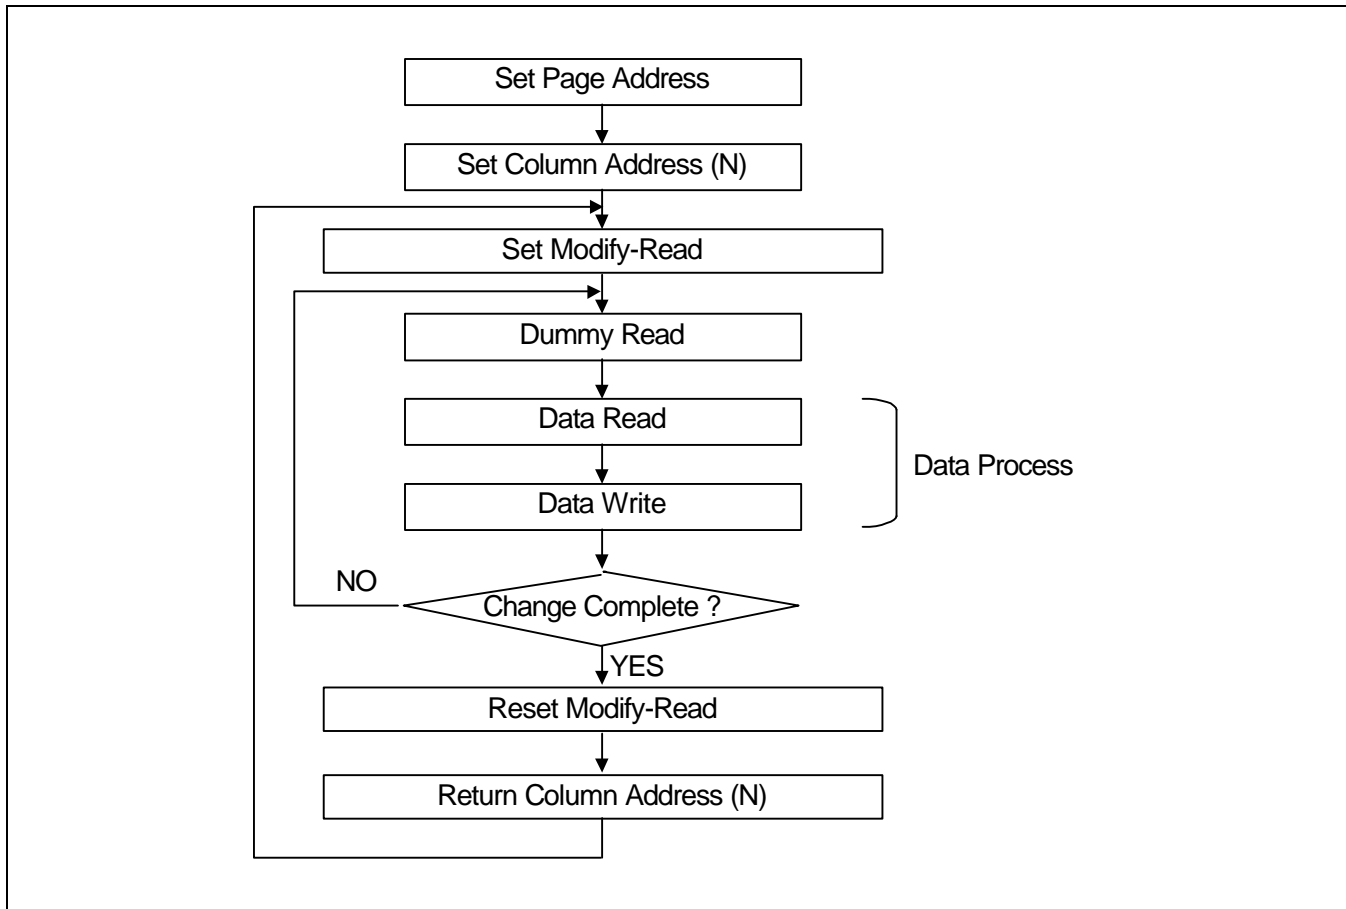 Set Page Address
Set Column Address (N)
Set Modify-Read
Dummy Read
Data Read
Data Process
Data Write
NO
Change Complete ?
YES
Reset Modify-Read
Return Column Address (N)